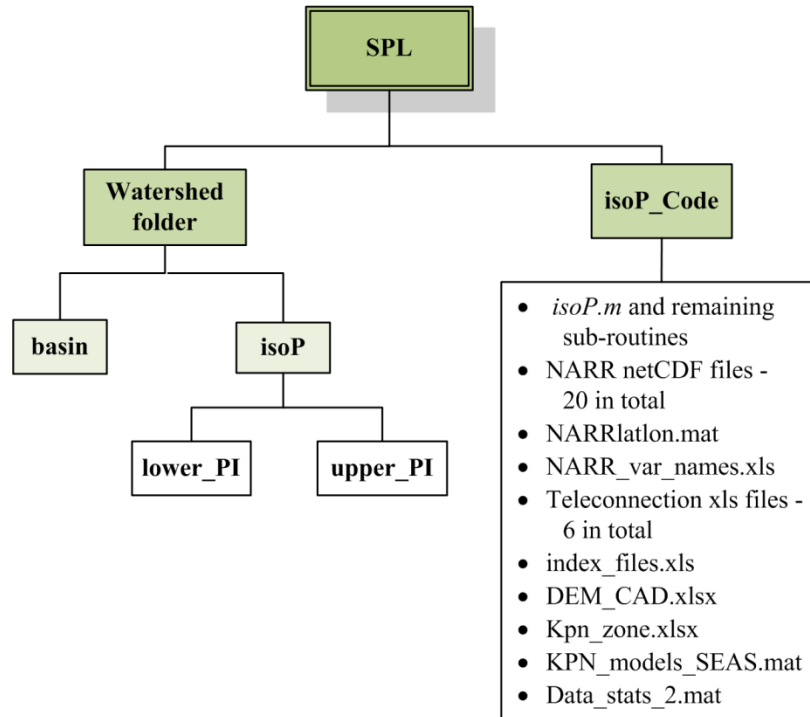 SPL
Watershed
folder
isoP_Code
basin
isoP
lower_PI
upper_PI
• isoP.m and remaining
sub-routines
• NARR netCDF files -
20 in total
• NARRlatlon.mat
• NARR_var_names.xls
• Teleconnection xls files -
6 in total
• index_files.xls
• DEM_CAD.xlsx
• Kpn_zone.xlsx
• KPN_models_SEAS.mat
• Data_stats_2.mat